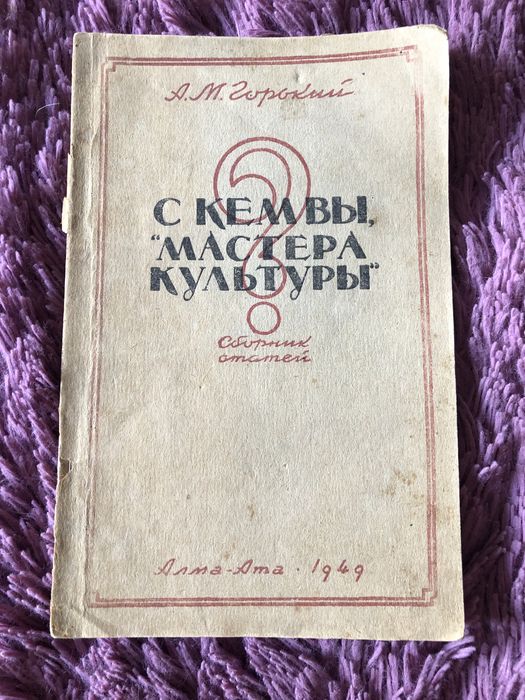 А.М. Горький
?
С КЕМ ВЫ,
"МАСТЕРА
КУЛЬТУРЫ"
Сборник
статей
Алма-Ата · 1949